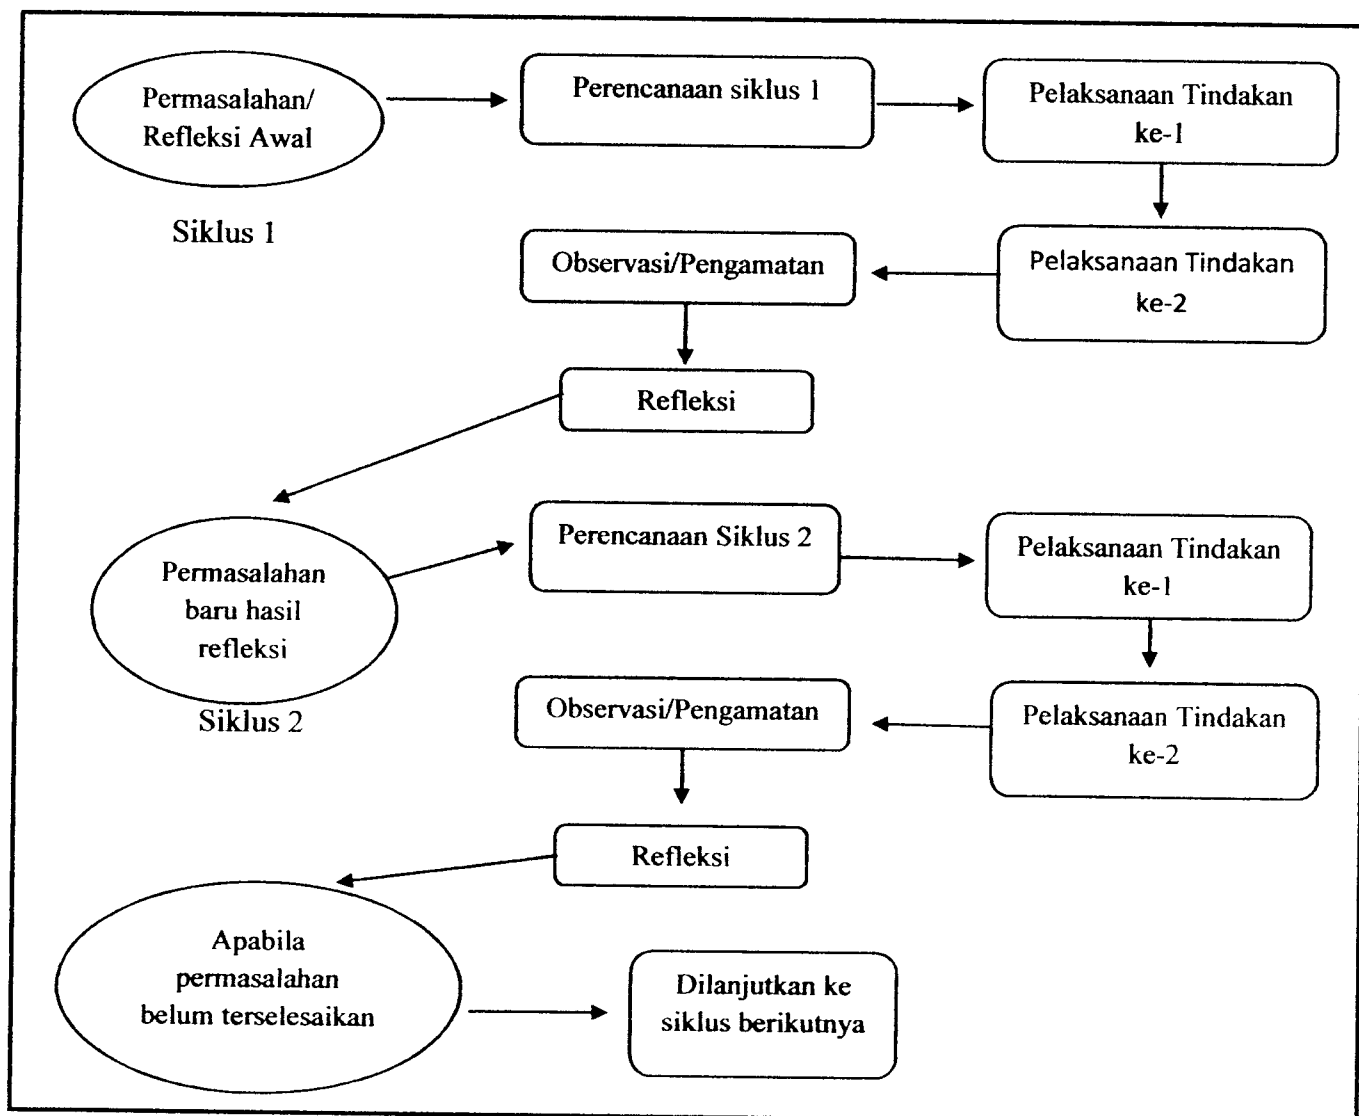 Permasalahan/
Refleksi Awal
Perencanaan siklus 1
Pelaksanaan Tindakan
ke-1
Siklus 1
Observasi/Pengamatan
Pelaksanaan Tindakan
ke-2
Refleksi
Permasalahan
baru hasil
refleksi
Perencanaan Siklus 2
Pelaksanaan Tindakan
ke-1
Siklus 2
Observasi/Pengamatan
Pelaksanaan Tindakan
ke-2
Refleksi
Apabila
permasalahan
belum terselesaikan
Dilanjutkan ke
siklus berikutnya